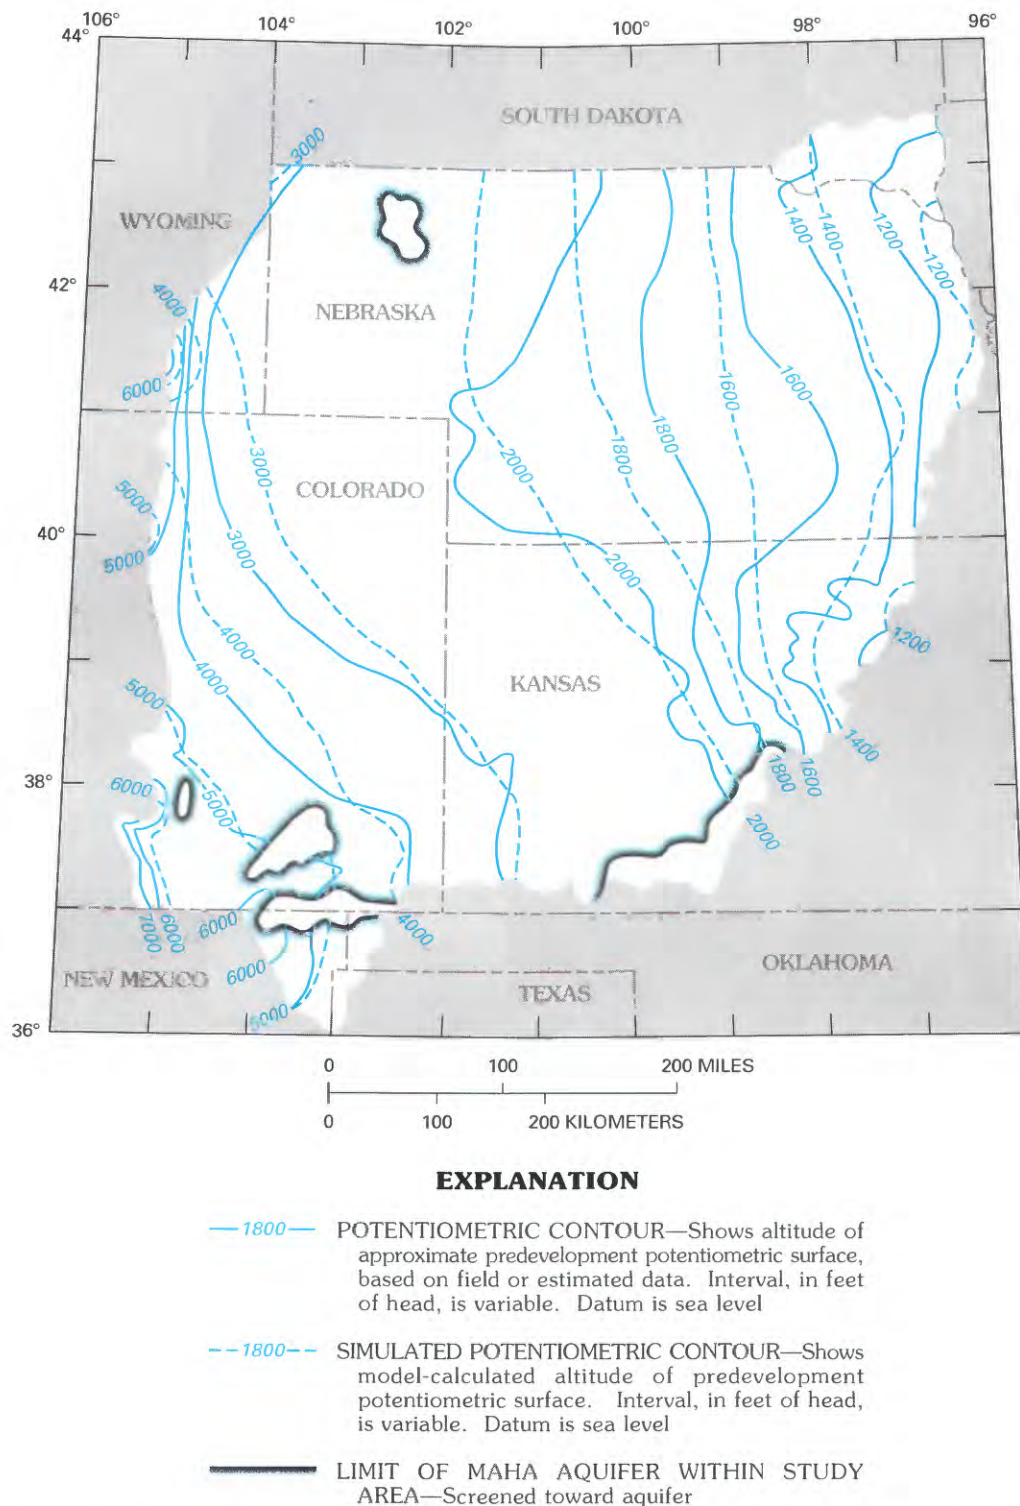 106° 104° 102° 100° 98° 96°
44°
SOUTH DAKOTA
3000
WYOMING
1400
1400
1200
1200
42°
4000
NEBRASKA
6000
1600
1600
1800
1800
2000
3000
5000
COLORADO
40°
3000
5000
2000
4000
1200
4000
KANSAS
5000
1400
38°
6000
5000
1800
1600
2000
7000
6000
6000
4000
6000
OKLAHOMA
NEW MEXICO
TEXAS
5000
36°
0 100 200 MILES
0 100 200 KILOMETERS
EXPLANATION
1800 POTENTIOMETRIC CONTOUR—Shows altitude of
approximate predevelopment potentiometric surface,
based on field or estimated data. Interval, in feet
of head, is variable. Datum is sea level
1800 SIMULATED POTENTIOMETRIC CONTOUR—Shows
model-calculated altitude of predevelopment
potentiometric surface. Interval, in feet of head,
is variable. Datum is sea level
LIMIT OF MAHA AQUIFER WITHIN STUDY
AREA—Screened toward aquifer